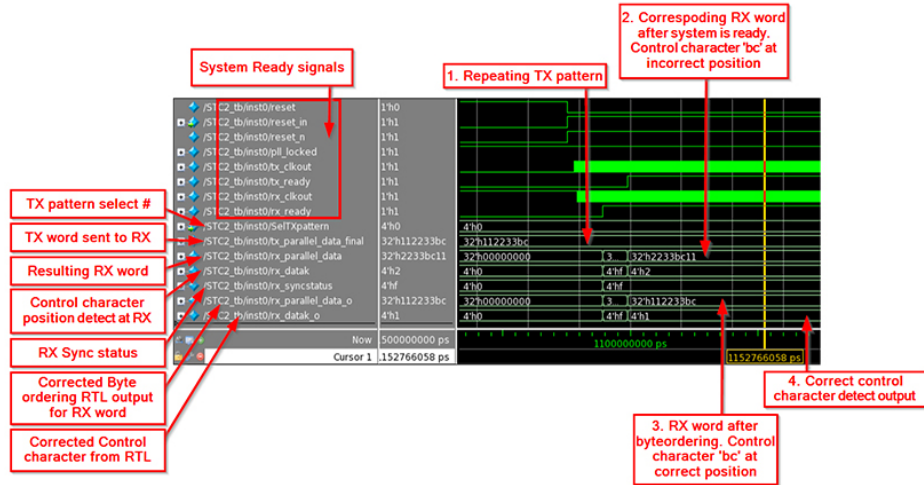 2. Correspoding RX word
after system is ready.
Control character 'bc' at
incorrect position
System Ready signals
1. Repeating TX pattern
/STC2_tb/inst0/reset 1'h0
/STC2_tb/inst0/reset_in 1'h1
/STC2_tb/inst0/reset_n 1'h1
/STC2_tb/inst0/pll_locked 1'h1
/STC2_tb/inst0/tx_clkout 1'h1
/STC2_tb/inst0/tx_ready 1'h1
/STC2_tb/inst0/rx_clkout 1'h1
/STC2_tb/inst0/rx_ready 1'h1
/STC2_tb/inst0/SelTXpattern 4'h0 4'h0
/STC2_tb/inst0/tx_parallel_data_final 32'h112233bc 32'h112233bc
/STC2_tb/inst0/rx_parallel_data 32'h2233bc11 32'h00000000 3... 32'h2233bc11
/STC2_tb/inst0/rx_datak 4'h2 4'h0 4'hf 4'h2
/STC2_tb/inst0/rx_syncstatus 4'hf 4'h0 4'hf
/STC2_tb/inst0/rx_parallel_data_o 32'h112233bc 32'h00000000 3... 32'h112233bc
/STC2_tb/inst0/rx_datak_o 4'h1 4'h0 4'hf 4'h1
Now 500000000 ps 1100000000 ps
Cursor 1 .152766058 ps 1152766058 ps
TX pattern select #
TX word sent to RX
Resulting RX word
Control character
position detect at RX
RX Sync status
Corrected Byte
ordering RTL output
for RX word
Corrected Control
character from RTL
3. RX word after
byteordering. Control
character 'bc' at
correct position
4. Correct control
character detect output